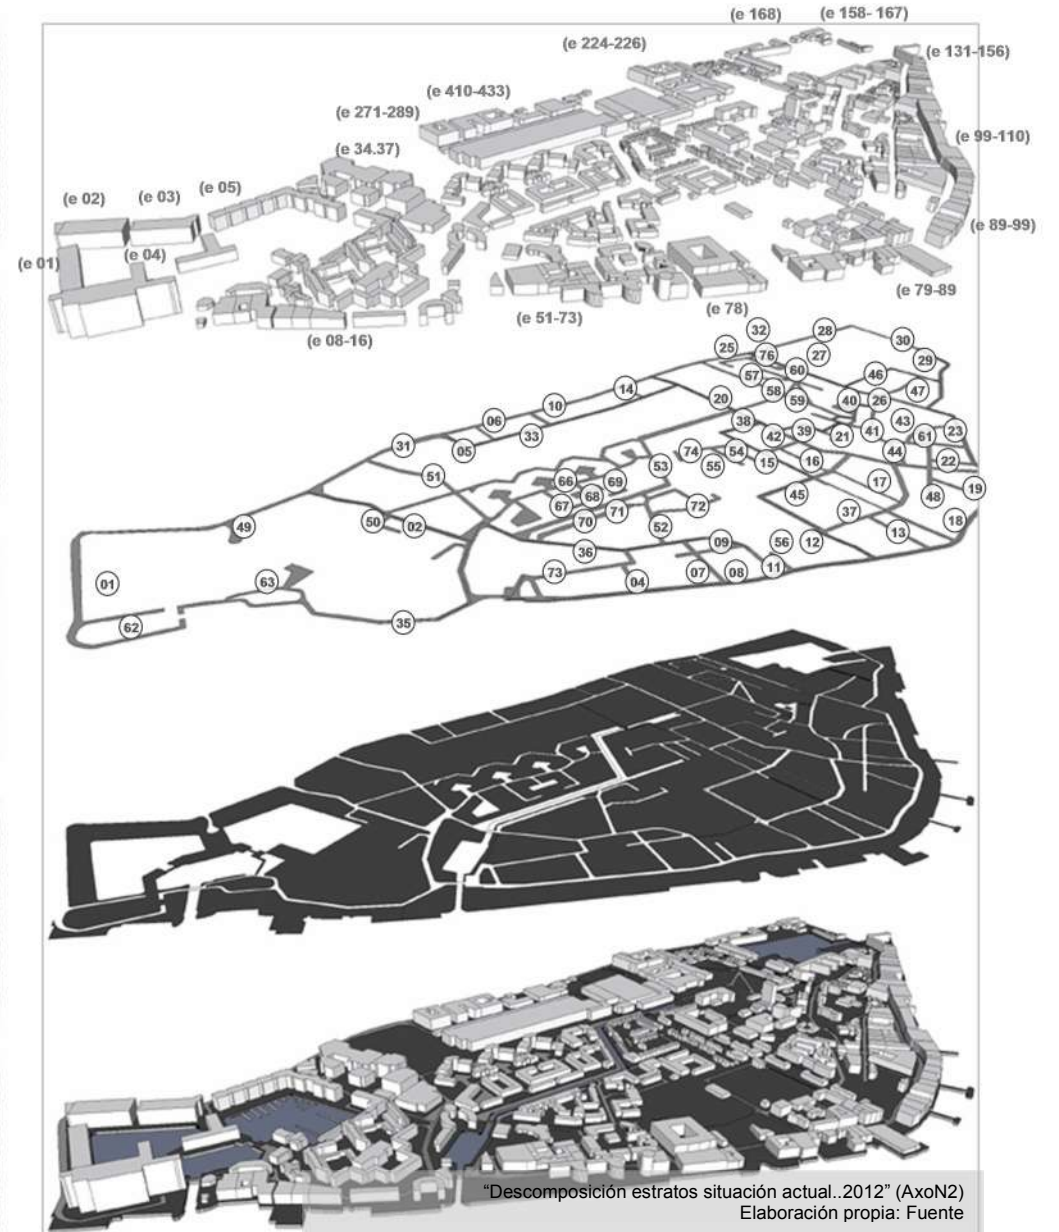 (e 168) (e 158- 167)
(e 224-226) (e 131-156)
(e 410-433)
(e 271-289)
(e 34.37) (e 99-110)
(e 02) (e 03) (e 05)
(e 01) (e 04) (e 89-99)
(e 79-89
(e 51-73) (e 78)
(e 08-16)
32 28
25 76 27 30
29
57 60 46
14 58 47
10 20 59 40 26
06 38 43
31 05 33 42 39 21 41 61 23
74 54 44
51 53 55 15 16 22
66 69 17 19
67 68 45 48
50 02 71 72 37
49 70 52 18
09 56 12 13
36
01 63 73 04 07 08 11
62 35
“Descomposición estratos situación actual..2012” (AxoN2)
Elaboración propia: Fuente